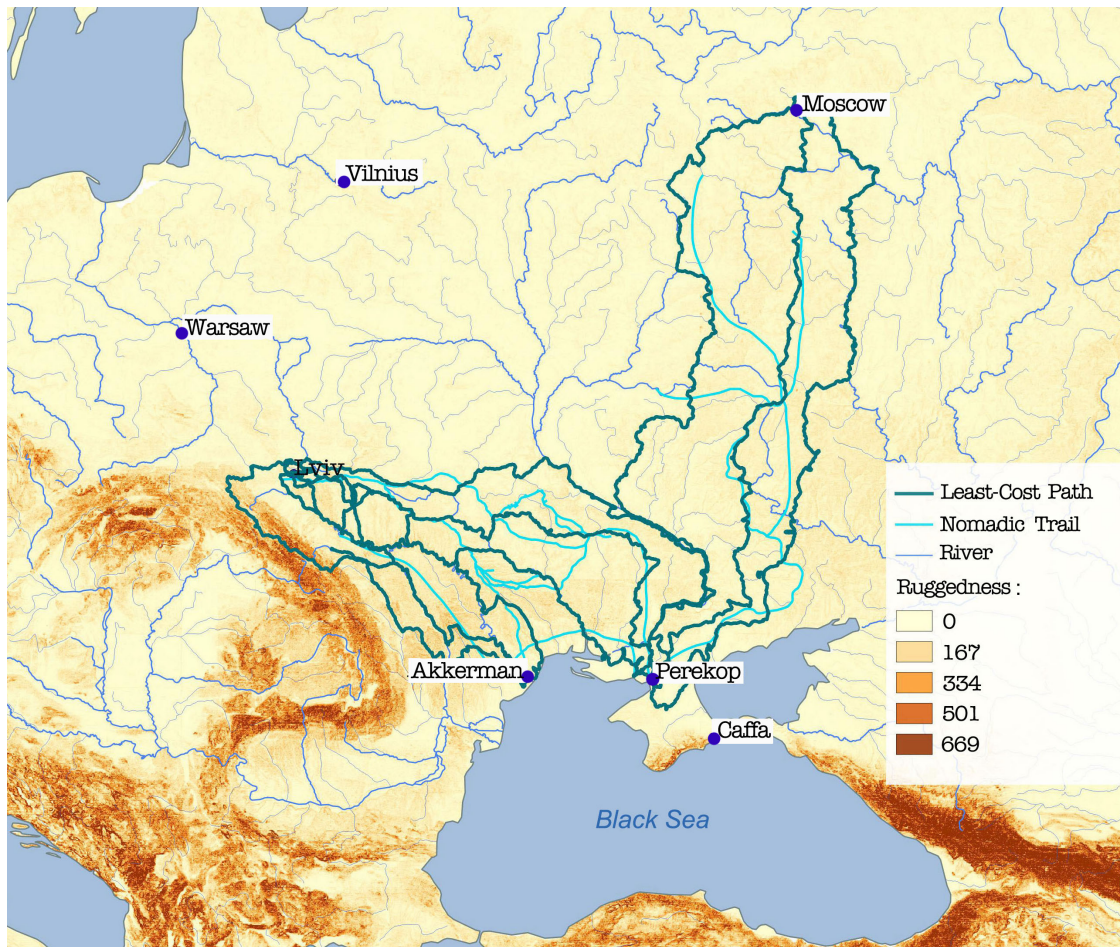 Moscow
Vilnius
Warsaw
Lviv
Least-Cost Path
Nomadic Trail
River
Ruggedness :
0
167
334
501
669
Akkerman
Perekop
Caffa
Black Sea